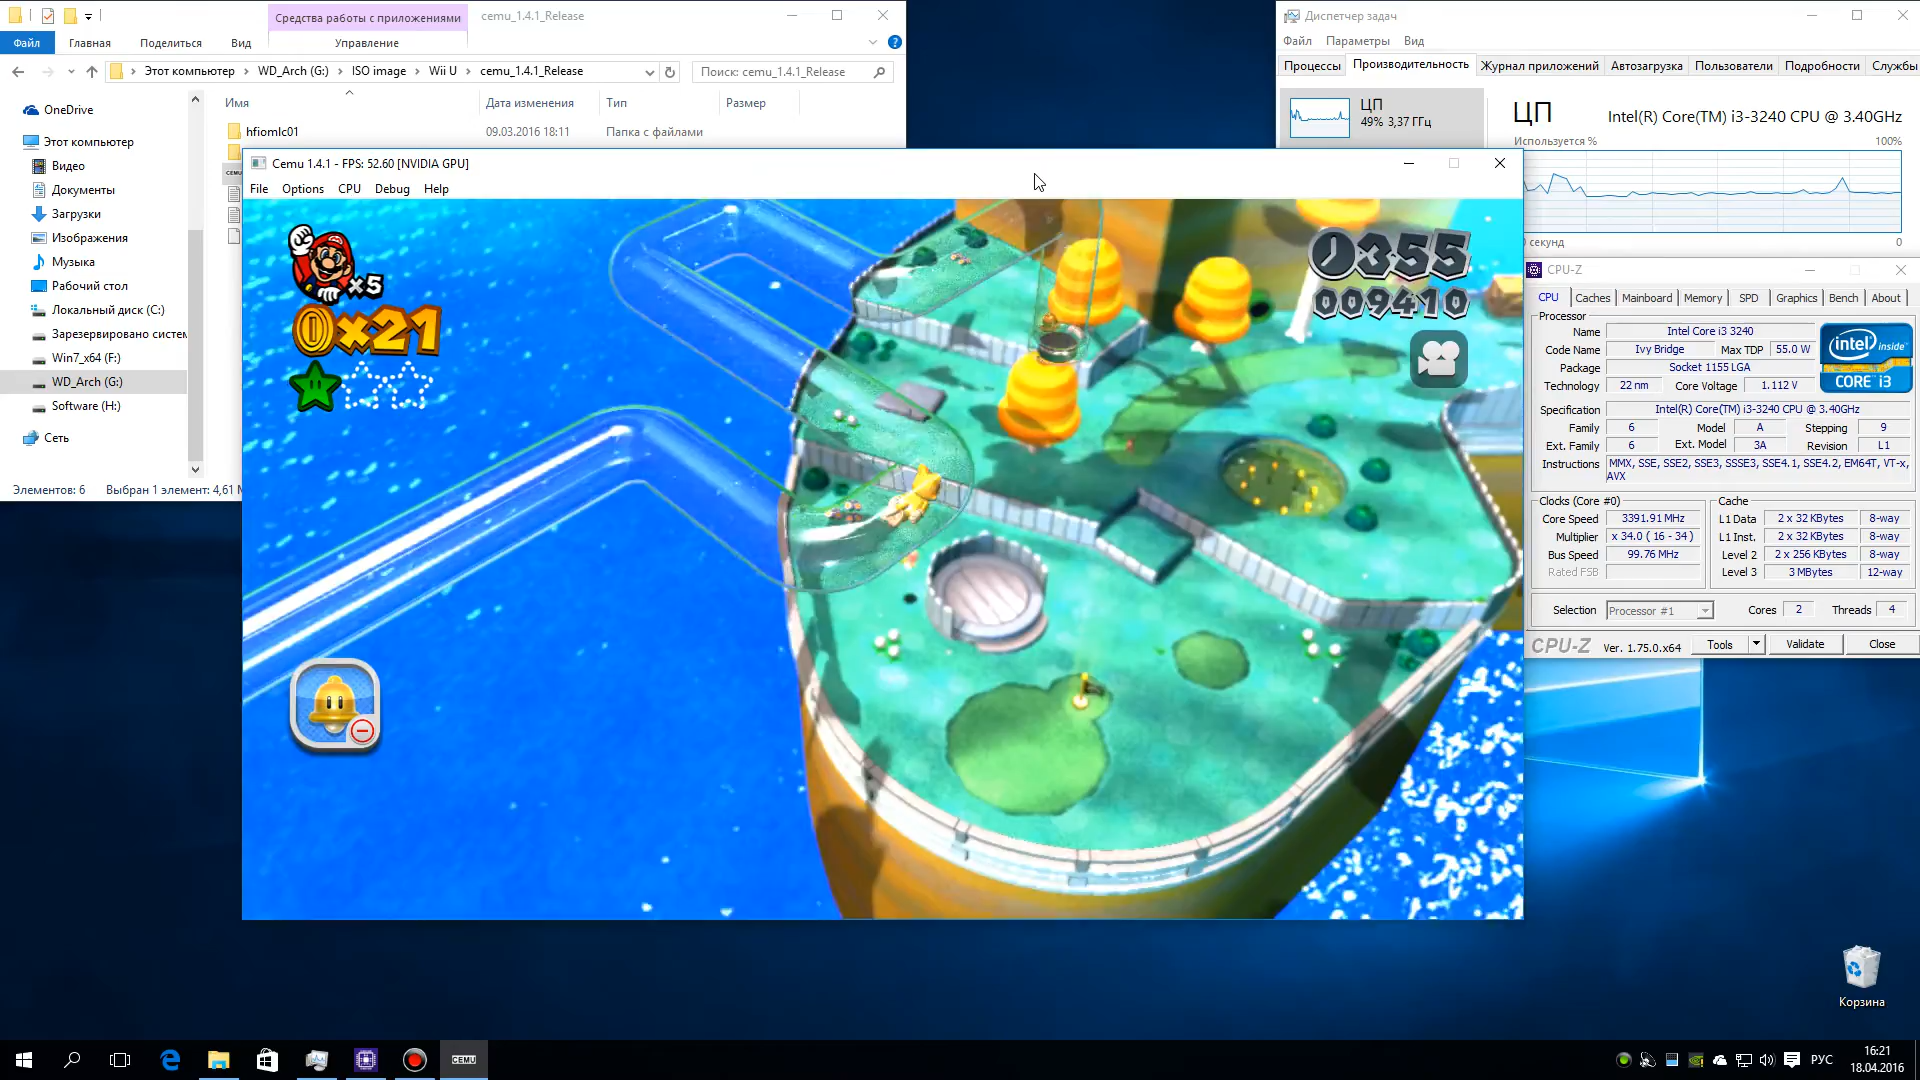 Средства работы с приложениями
cemu_1.4.1_Release
Файл
Главная
Поделиться
Вид
Управление
Этот компьютер
WD_Arch (G:)
ISO image
Wii U
cemu_1.4.1_Release
Поиск: cemu_1.4.1_Release
Имя
Дата изменения
Тип
Размер
hfiomlc01
09.03.2016 18:11
Папка с файлами
OneDrive
Этот компьютер
Видео
Документы
Загрузки
Изображения
Музыка
Рабочий стол
Локальный диск (C:)
Зарезервировано систем
Win7_x64 (F:)
WD_Arch (G:)
Software (H:)
Сеть
Элементов: 6
Выбран 1 элемент: 4,61 М
Диспетчер задач
Файл
Параметры
Вид
Процессы
Производительность
Журнал приложений
Автозагрузка
Пользователи
Подробности
Службы
ЦП
49% 3,37 ГГц
ЦП
Intel(R) Core(TM) i3-3240 CPU @ 3.40GHz
Используется %
100%
секунд
0
Cemu 1.4.1 - FPS: 52.60 [NVIDIA GPU]
File
Options
CPU
Debug
Help
x5
x21
355
009410
CPU-Z
CPU
Caches
Mainboard
Memory
SPD
Graphics
Bench
About
Processor
Name
Intel Core i3 3240
Code Name
Ivy Bridge
Max TDP
55.0 W
Package
Socket 1155 LGA
Technology
22 nm
Core Voltage
1.112 V
intel inside
CORE i3
Specification
Intel(R) Core(TM) i3-3240 CPU @ 3.40GHz
Family
6
Model
A
Stepping
9
Ext. Family
6
Ext. Model
3A
Revision
L1
Instructions
MMX, SSE, SSE2, SSE3, SSSE3, SSE4.1, SSE4.2, EM64T, VT-x,
AVX
Clocks (Core #0)
Core Speed
3391.91 MHz
Multiplier
x 34.0 ( 16 - 34 )
Bus Speed
99.76 MHz
Rated FSB
Cache
L1 Data
2 x 32 KBytes
8-way
L1 Inst.
2 x 32 KBytes
8-way
Level 2
2 x 256 KBytes
8-way
Level 3
3 MBytes
12-way
Selection
Processor #1
Cores
2
Threads
4
CPU-Z
Ver. 1.75.0.x64
Tools
Validate
Close
Корзина
CEMU
РУС
16:21
18.04.2016